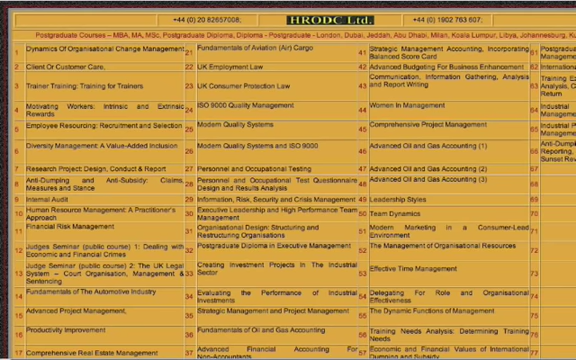 +44 (0) 20 82657008; HRODC Ltd. +44 (0) 1902 763 607;
Postgraduate Courses – MBA, MA, MSc, Postgraduate Diploma, Diploma - Postgraduate - London, Dubai, Jeddah, Abu Dhabi, Milan, Koala Lumpur, Libya, Johannesburg, Ku
1 Dynamics Of Organisational Change Management
21 Fundamentals of Aviation (Air) Cargo
41 Strategic Management Accounting, Incorporating
Balanced Score Card
61 Postgradua
Manageme
2 Client Or Customer Care,
22 UK Employment Law
42 Advanced Budgeting For Business Enhancement
62 Internationa
3 Trainer Training: Training for Trainers
23 UK Consumer Protection Law
43 Communication, Information Gathering, Analysis
and Report Writing
63 Training Ex
Analysis, C
Return
4 Motivating Workers: Intrinsic and Extrinsic
Rewards
24 ISO 9000 Quality Management
44 Women In Management
64 Industrial
Manageme
5 Employee Resourcing: Recruitment and Selection
25 Modern Quality Systems
45 Comprehensive Project Management
65 Industrial P
Manageme
6 Diversity Management: A Value-Added Inclusion
26 Modern Quality Systems and ISO 9000
46 Advanced Oil and Gas Accounting (1)
66 Anti-Dumpi
Reporting,
Sunset Rev
7 Research Project: Design, Conduct & Report
27 Personnel and Occupational Testing
47 Advanced Oil and Gas Accounting (2)
67
8 Anti-Dumping and Anti-Subsidy: Claims,
Measures and Stance
28 Personnel and Occupational Test Questionnaire
Design and Results Analysis
48 Advanced Oil and Gas Accounting (3)
68
9 Internal Audit
29 Information, Risk, Security and Crisis Management
49 Leadership Styles
69
10 Human Resource Management: A Practitioner's
Approach
30 Executive Leadership and High Performance Team
Management
50 Team Dynamics
70
11 Financial Risk Management
31 Organisational Design: Structuring and
Restructuring Organisations
51 Modern Marketing in a Consumer-Lead
Environment
71
12 Judges Seminar (public course) 1: Dealing with
Economic and Financial Crimes
32 Postgraduate Diploma in Executive Management
52 The Management of Organisational Resources
72
13 Judge Seminar (public course) 2: The UK Legal
System – Court Organisation, Management &
Sentencing
33 Creating Investment Projects In The Industrial
Sector
53 Effective Time Management
73
14 Fundamentals of The Automotive Industry
34 Evaluating the Performance of Industrial
Investments
54 Delegating For Role and Organisational
Effectiveness
74
15 Advanced Project Management,
35 Strategic Management and Project Management
55 The Dynamic Functions of Management
75
16 Productivity Improvement
36 Fundamentals of Oil and Gas Accounting
56 Training Needs Analysis: Determining Training
Needs
76
17 Comprehensive Real Estate Management
37 Advanced Financial Accounting For
Non-Accountants
57 Economic and Financial Values of International
Dumping and Subsidy
77